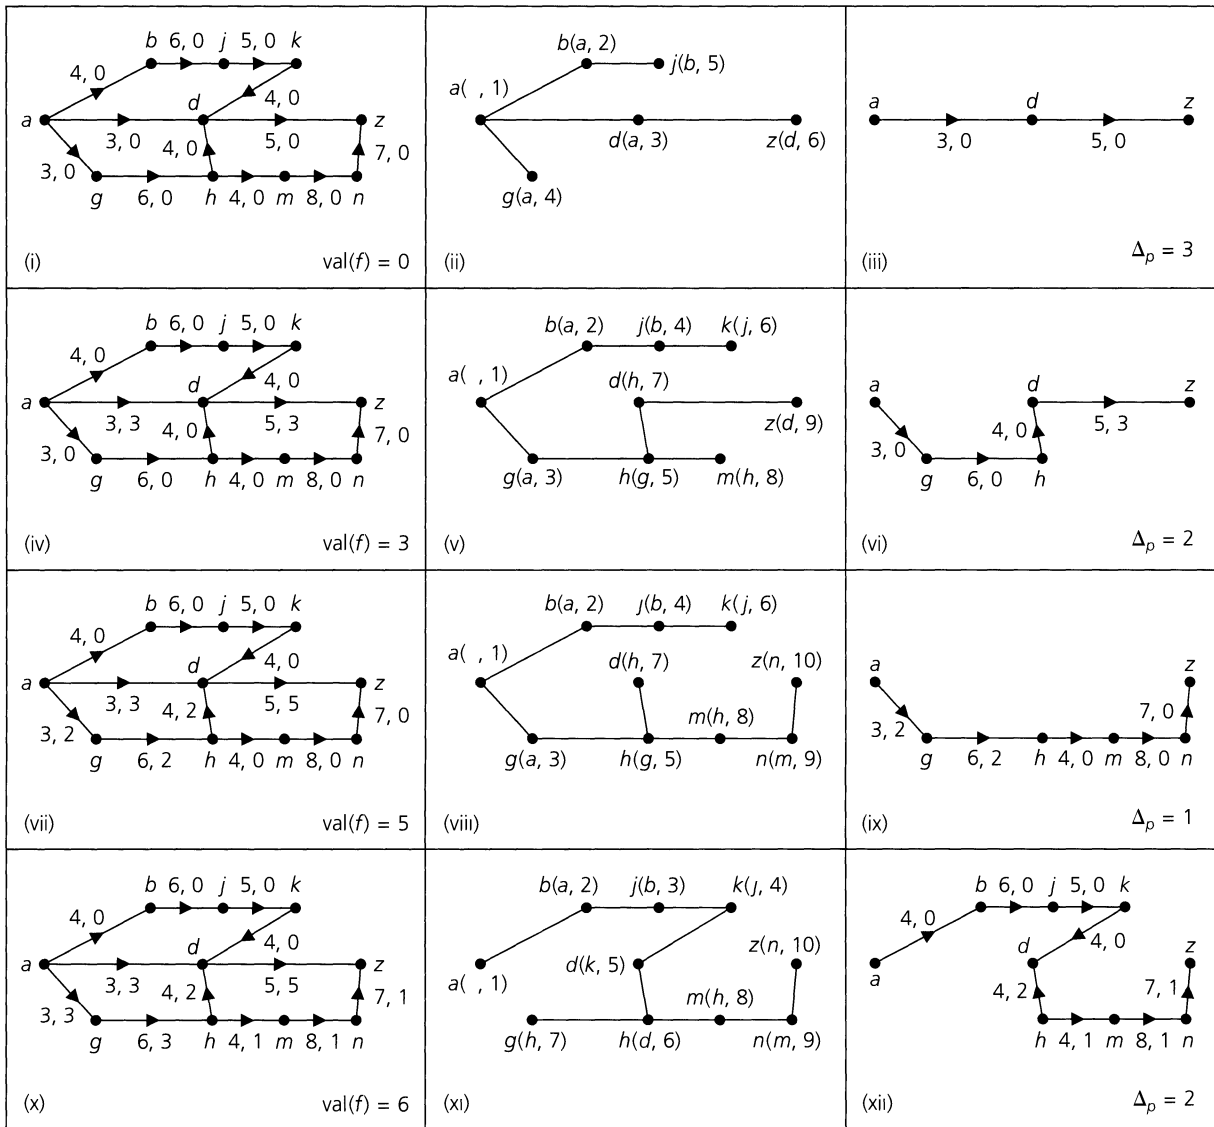 b 6, 0 j 5, 0 k
4, 0
d 4, 0
a z
3, 0 4, 0 5, 0 7, 0
3, 0
g 6, 0 h 4, 0 m 8, 0 n
(i) val(f) = 0
b(a, 2)
j(b, 5)
a( , 1)
d(a, 3) z(d, 6)
g(a, 4)
(ii)
a d z
3, 0 5, 0
(iii) Δp = 3
b 6, 0 j 5, 0 k
4, 0
d 4, 0
a z
3, 3 4, 0 5, 3 7, 0
3, 0
g 6, 0 h 4, 0 m 8, 0 n
(iv) val(f) = 3
b(a, 2) j(b, 4) k(j, 6)
a( , 1) d(h, 7)
z(d, 9)
g(a, 3) h(g, 5) m(h, 8)
(v)
a d z
3, 0 4, 0 5, 3
g 6, 0 h
(vi) Δp = 2
b 6, 0 j 5, 0 k
4, 0
d 4, 0
a z
3, 3 4, 2 5, 5 7, 0
3, 2
g 6, 2 h 4, 0 m 8, 0 n
(vii) val(f) = 5
b(a, 2) j(b, 4) k(j, 6)
a( , 1) d(h, 7) z(n, 10)
m(h, 8)
g(a, 3) h(g, 5) n(m, 9)
(viii)
a z
3, 2 7, 0
g 6, 2 h 4, 0 m 8, 0 n
(ix) Δp = 1
b 6, 0 j 5, 0 k
4, 0
d 4, 0
a z
3, 3 4, 2 5, 5 7, 1
3, 3
g 6, 3 h 4, 1 m 8, 1 n
(x) val(f) = 6
b(a, 2) j(b, 3) k(j, 4)
z(n, 10)
a( , 1) d(k, 5)
m(h, 8)
g(h, 7) h(d, 6) n(m, 9)
(xi)
b 6, 0 j 5, 0 k
4, 0
d 4, 0 z
a
4, 2 7, 1
h 4, 1 m 8, 1 n
(xii) Δp = 2